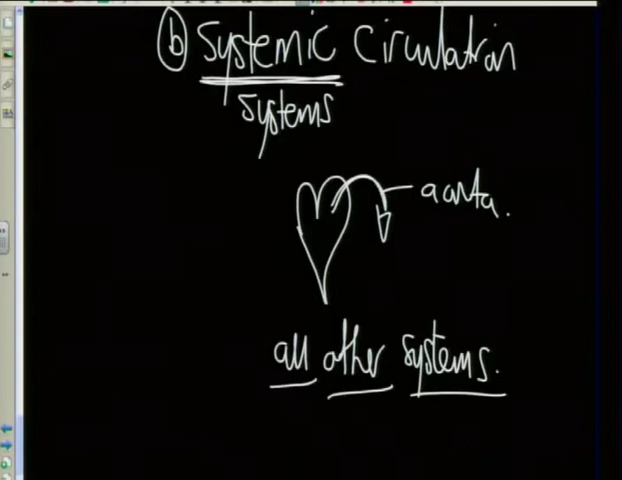 b Systemic Circulation
Systems
aorta.
all other systems.